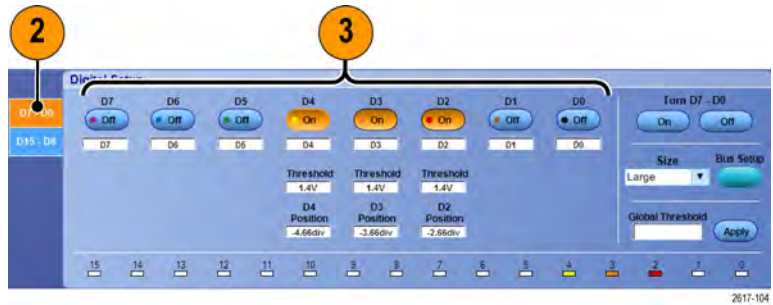 2
3
Digital Setup
D7 - D0
D15 - D8
D7 D6 D5 D4 D3 D2 D1 D0
Off Off Off On On On Off Off
D7 D6 D5 D4 D3 D2 D1 D0
Turn D7 - D0
On Off
Threshold Threshold Threshold
1.4V 1.4V 1.4V
Size Bus Setup
Large
D4 D3 D2
Position Position Position
-4.66div -3.66div -2.66div
Global Threshold
Apply
15 14 13 12 11 10 9 8 7 6 5 4 3 2 1 0
2617-104